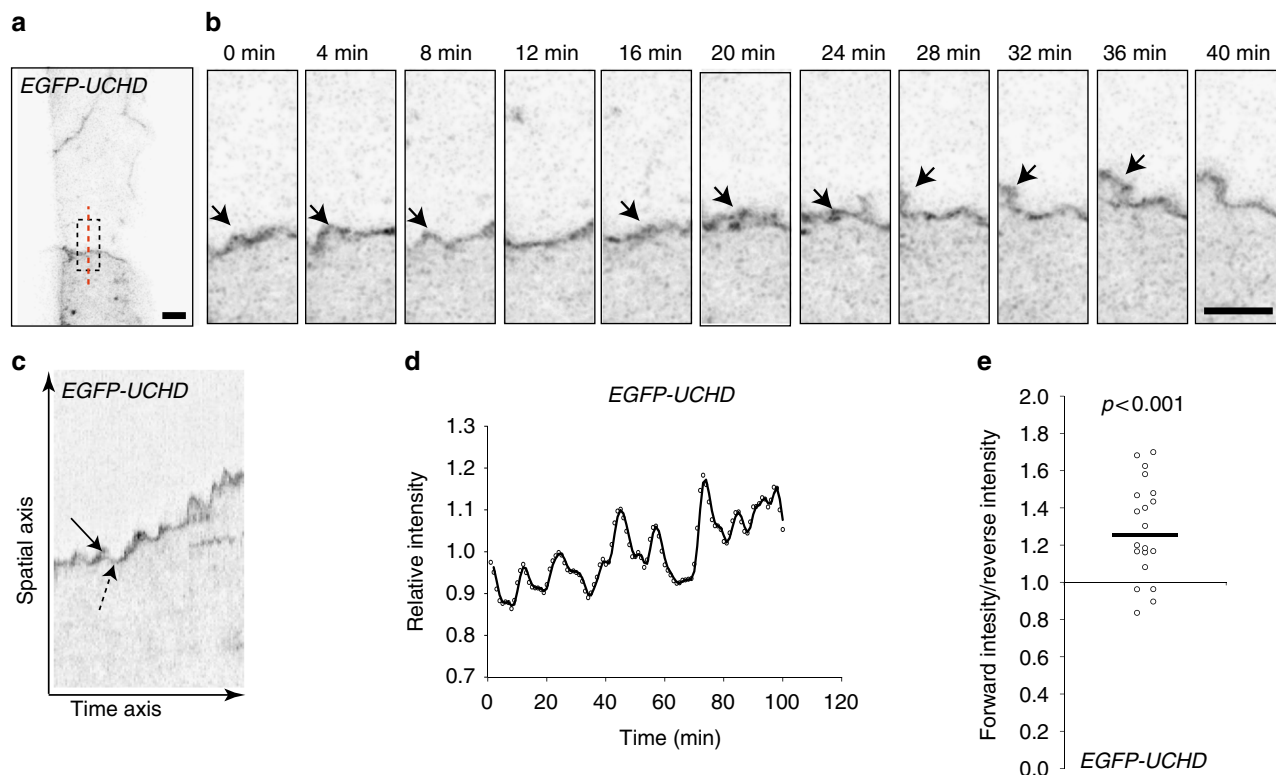 a
EGFP-UCHD
b
0 min 4 min 8 min 12 min 16 min 20 min 24 min 28 min 32 min 36 min 40 min
c
EGFP-UCHD
Spatial axis
Time axis
d
EGFP-UCHD
Relative intensity
1.3
1.2
1.1
1.0
0.9
0.8
0.7
0 20 40 60 80 100 120
Time (min)
e
p<0.001
Forward intesity/reverse intensity
2.0
1.8
1.6
1.4
1.2
1.0
0.8
0.6
0.4
0.2
0.0
EGFP-UCHD